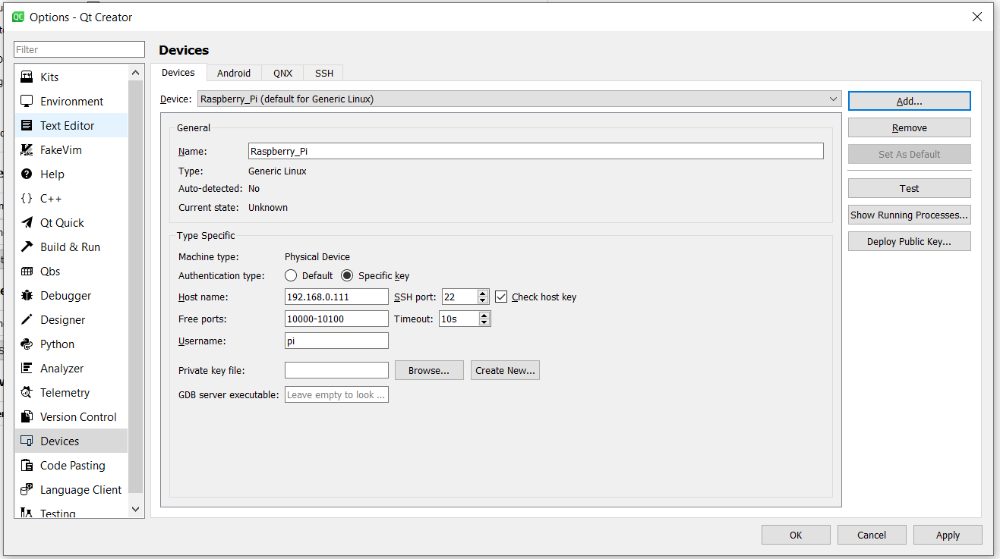 Options - Qt Creator
Filter
Kits
Environment
Text Editor
FakeVim
Help
C++
Qt Quick
Build & Run
Qbs
Debugger
Designer
Python
Analyzer
Telemetry
Version Control
Devices
Code Pasting
Language Client
Testing
Devices
Devices Android QNX SSH
Device: Raspberry_Pi (default for Generic Linux)
General
Name: Raspberry_Pi
Type: Generic Linux
Auto-detected: No
Current state: Unknown
Type Specific
Machine type: Physical Device
Authentication type: Default Specific key
Host name: 192.168.0.111 SSH port: 22 Check host key
Free ports: 10000-10100 Timeout: 10s
Username: pi
Private key file: Browse... Create New...
GDB server executable: Leave empty to look ...
Add...
Remove
Set As Default
Test
Show Running Processes...
Deploy Public Key...
OK Cancel Apply